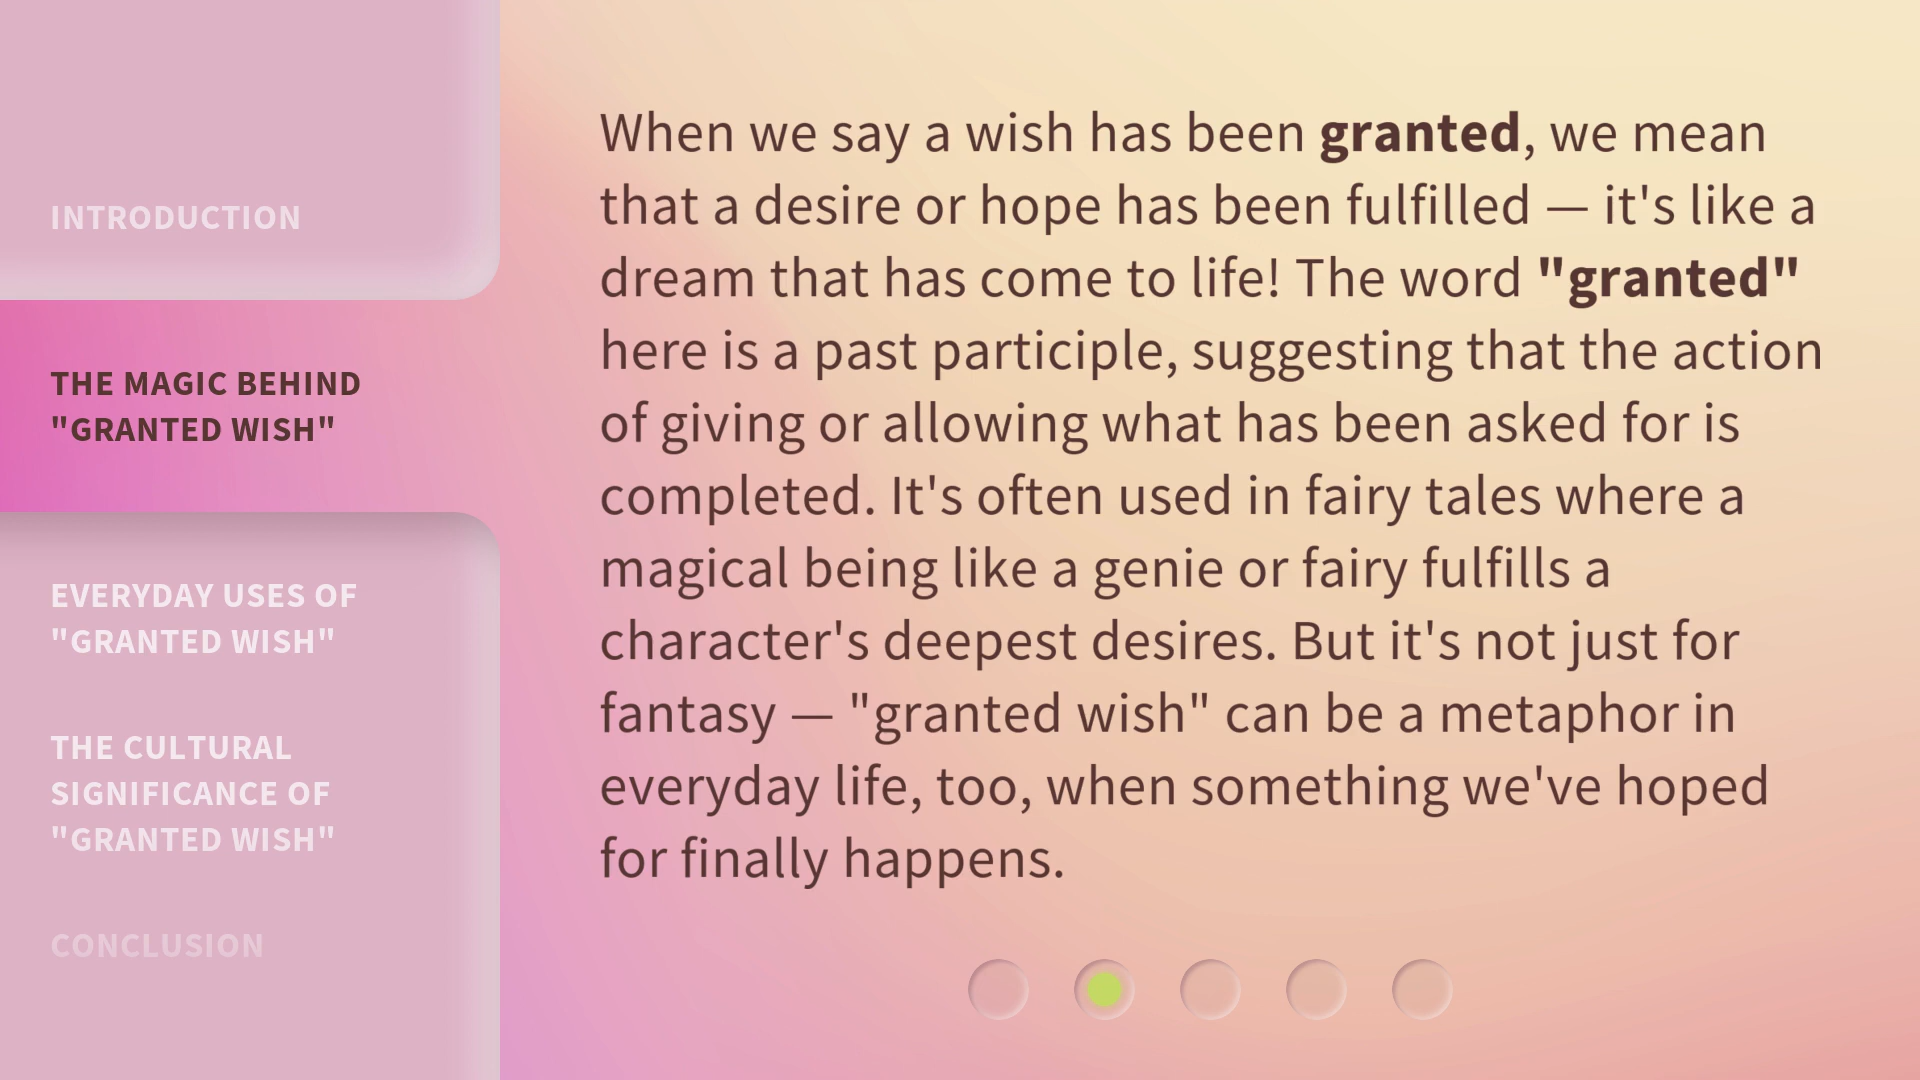 INTRODUCTION
THE MAGIC BEHIND
"GRANTED WISH"
EVERYDAY USES OF
"GRANTED WISH"
THE CULTURAL
SIGNIFICANCE OF
"GRANTED WISH"
CONCLUSION
When we say a wish has been granted, we mean
that a desire or hope has been fulfilled — it's like a
dream that has come to life! The word "granted"
here is a past participle, suggesting that the action
of giving or allowing what has been asked for is
completed. It's often used in fairy tales where a
magical being like a genie or fairy fulfills a
character's deepest desires. But it's not just for
fantasy — "granted wish" can be a metaphor in
everyday life, too, when something we've hoped
for finally happens.